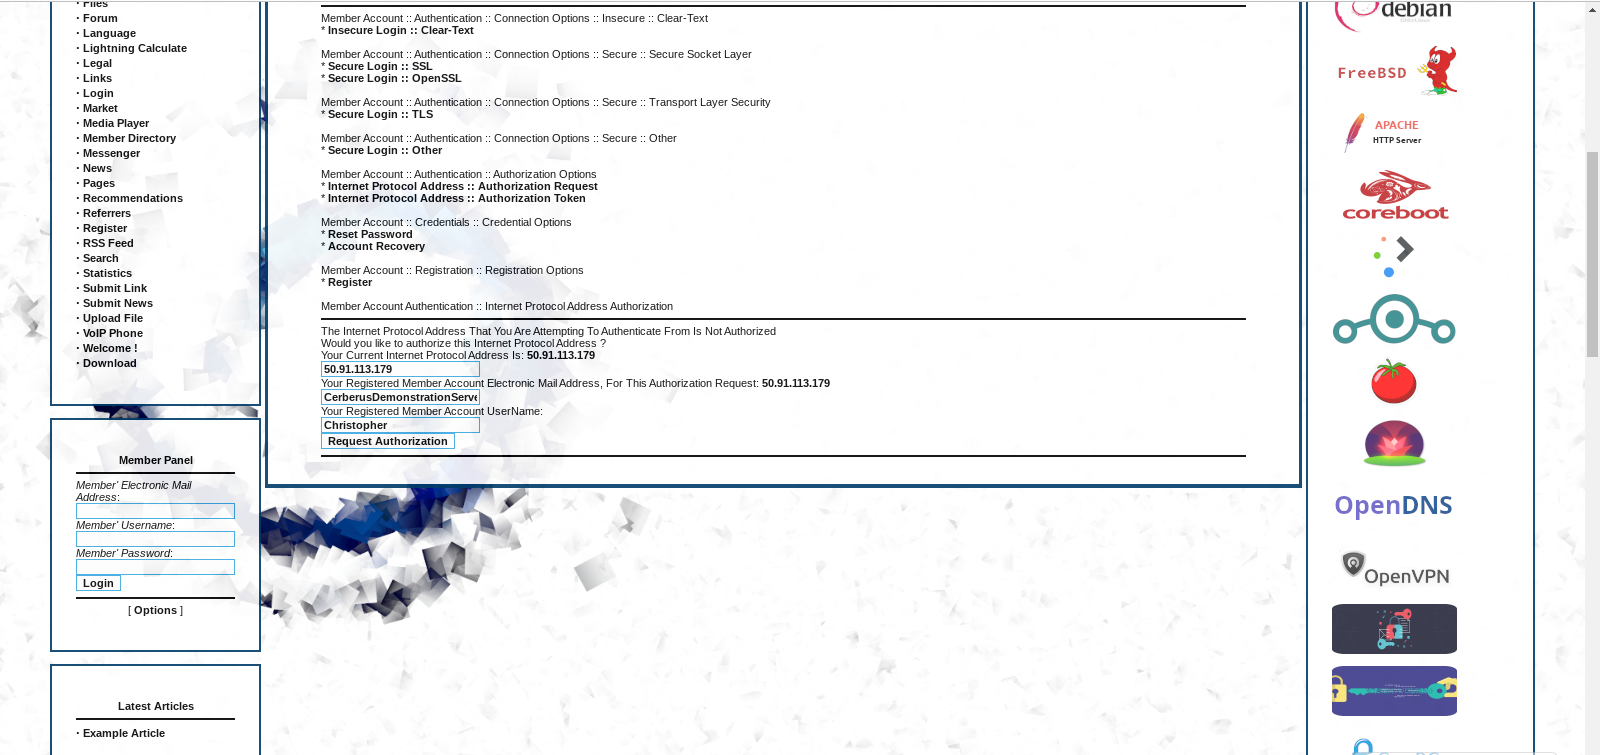 · Files
· Forum
· Language
· Lightning Calculate
· Legal
· Links
· Login
· Market
· Media Player
· Member Directory
· Messenger
· News
· Pages
· Recommendations
· Referrers
· Register
· RSS Feed
· Search
· Statistics
· Submit Link
· Submit News
· Upload File
· VoIP Phone
· Welcome !
· Download
Member Panel
Member' Electronic Mail
Address:
Member' Username:
Member' Password:
Login
[ Options ]
Latest Articles
· Example Article
Member Account :: Authentication :: Connection Options :: Insecure :: Clear-Text
* Insecure Login :: Clear-Text
Member Account :: Authentication :: Connection Options :: Secure :: Secure Socket Layer
* Secure Login :: SSL
* Secure Login :: OpenSSL
Member Account :: Authentication :: Connection Options :: Secure :: Transport Layer Security
* Secure Login :: TLS
Member Account :: Authentication :: Connection Options :: Secure :: Other
* Secure Login :: Other
Member Account :: Authentication :: Authorization Options
* Internet Protocol Address :: Authorization Request
* Internet Protocol Address :: Authorization Token
Member Account :: Credentials :: Credential Options
* Reset Password
* Account Recovery
Member Account :: Registration :: Registration Options
* Register
Member Account Authentication :: Internet Protocol Address Authorization
The Internet Protocol Address That You Are Attempting To Authenticate From Is Not Authorized
Would you like to authorize this Internet Protocol Address ?
Your Current Internet Protocol Address Is: 50.91.113.179
50.91.113.179
Your Registered Member Account Electronic Mail Address, For This Authorization Request: 50.91.113.179
CerberusDemonstrationServe
Your Registered Member Account UserName:
Christopher
Request Authorization
debian
FreeBSD
APACHE
HTTP Server
coreboot
OpenDNS
OpenVPN